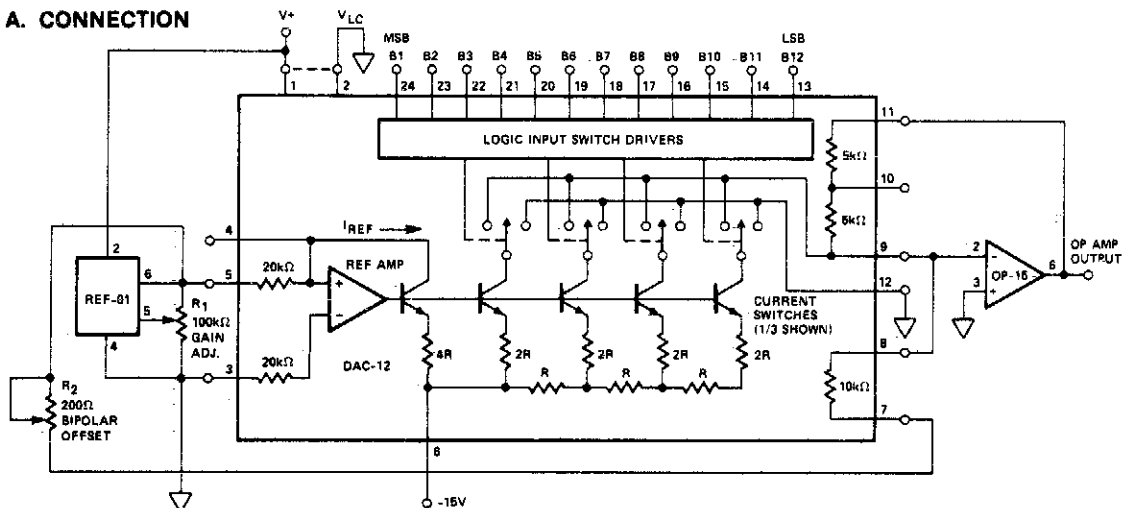 A. CONNECTION
V+
VLC
MSB
LSB
B1 B2 B3 B4 B5 B6 B7 B8 B9 B10 B11 B12
1 2 24 23 22 21 20 19 18 17 16 15 14 13
LOGIC INPUT SWITCH DRIVERS
11
5kΩ
10
5kΩ
9
4
IREF
REF AMP
2
6
5
20kΩ
+
−
REF-01
5
4
R1
100kΩ
GAIN
ADJ.
3
20kΩ
DAC-12
4R
2R
2R
2R
2R
R
R
R
CURRENT
SWITCHES
(1/3 SHOWN)
12
8
10kΩ
7
2
−
3
+
OP-15
6
OP AMP
OUTPUT
R2
200Ω
BIPOLAR
OFFSET
6
-15V